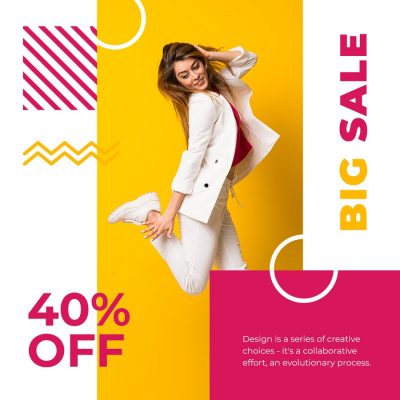 BIG SALE
40%
OFF
Design is a series of creative
choices - it's a collaborative
effort, an evolutionary process.